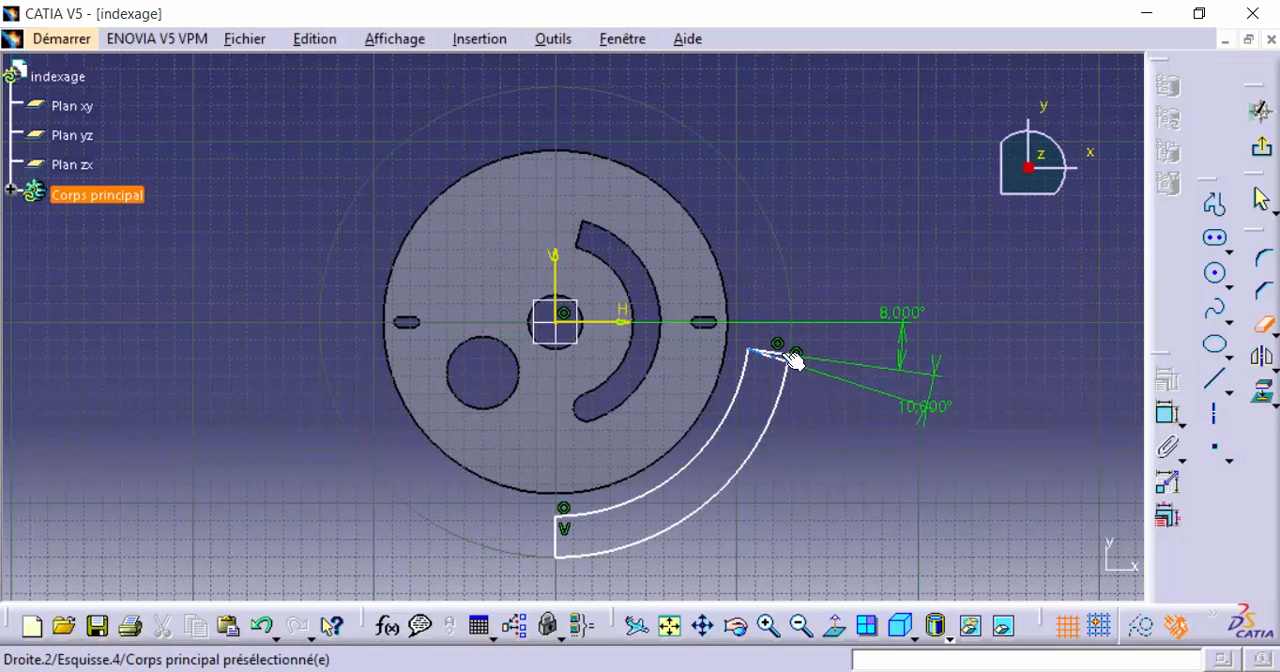 CATIA V5 - [indexage]
Démarrer ENOVIA V5 VPM Fichier Edition Affichage Insertion Outils Fenêtre Aide
indexage
Plan xy
Plan yz
Plan zx
Corps principal
y
x
z
V
H
8,000°
10,000°
V
y
x
f(x)
CATIA
Droite.2/Esquisse.4/Corps principal présélectionné(e)